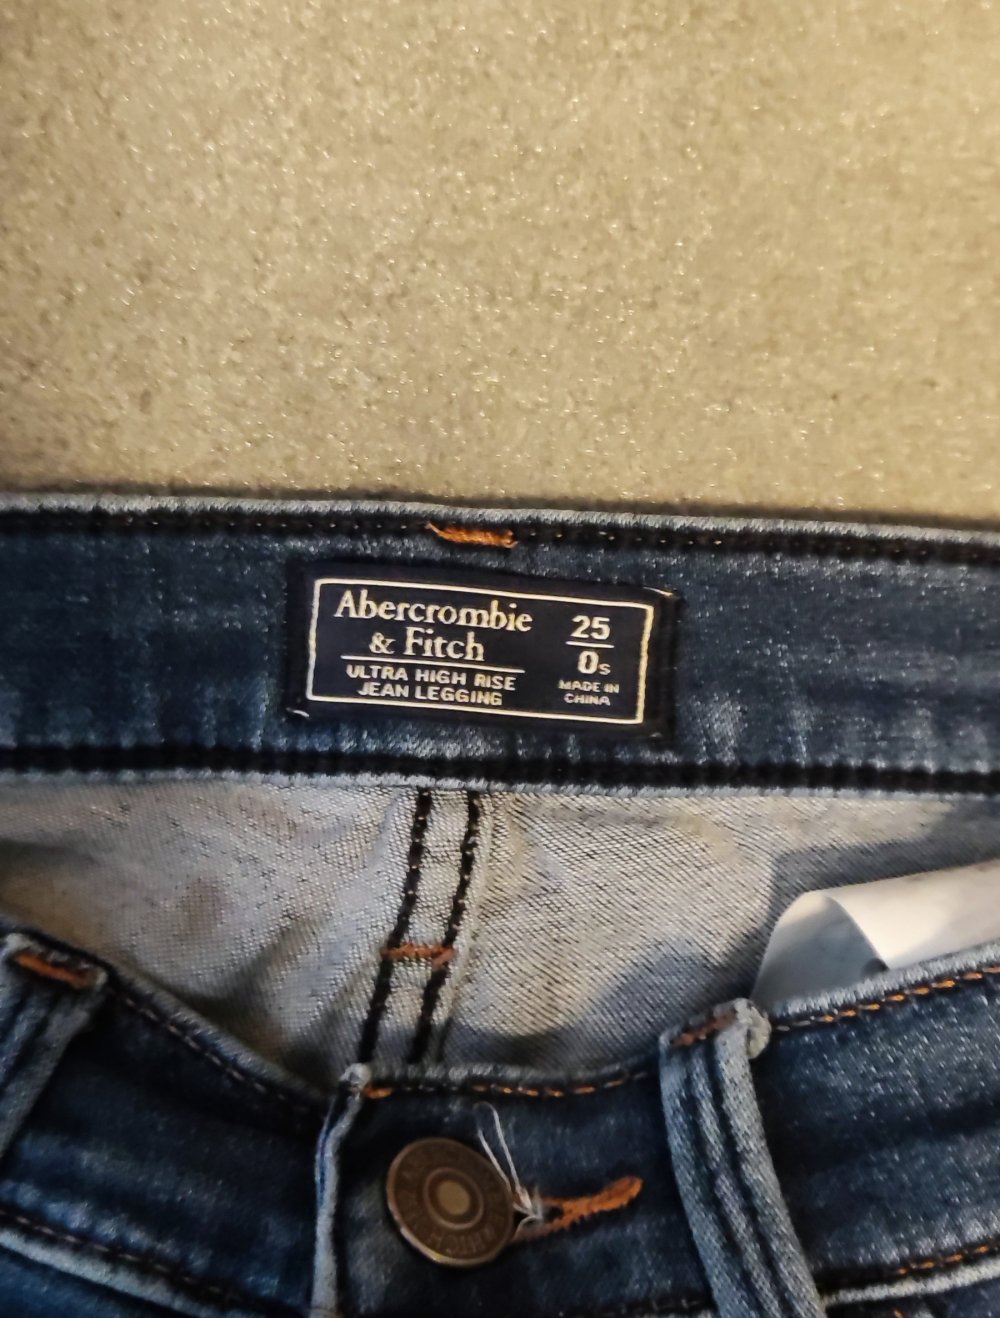 Abercrombie
& Fitch
ULTRA HIGH RISE
JEAN LEGGING
25
0s
MADE IN
CHINA